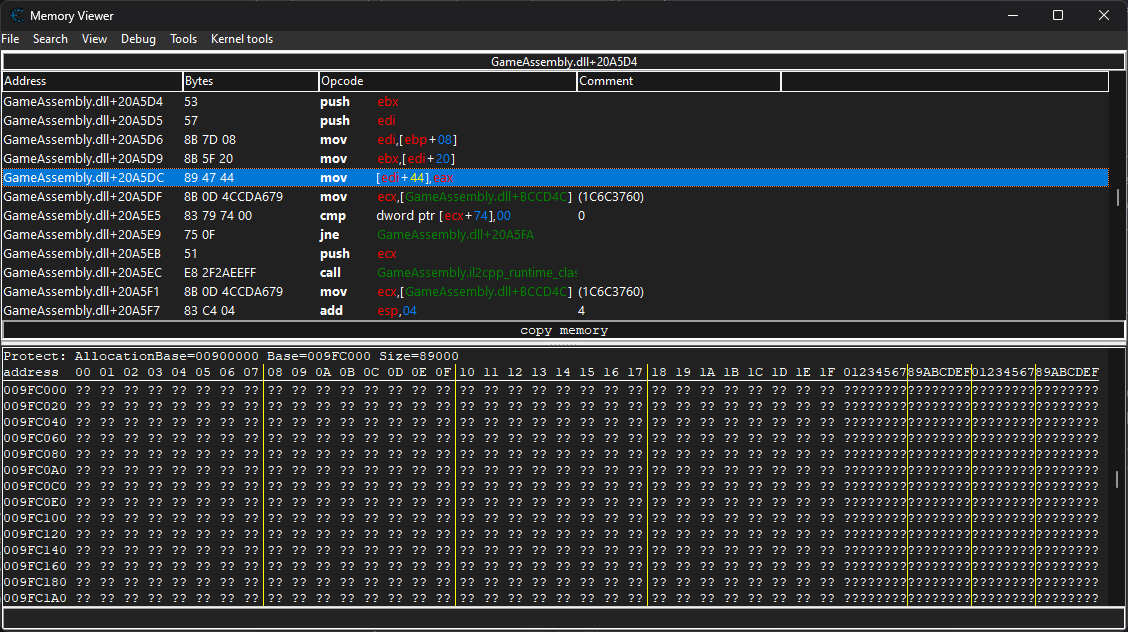 Memory Viewer
File Search View Debug Tools Kernel tools
GameAssembly.dll+20A5D4
Address Bytes Opcode Comment
GameAssembly.dll+20A5D4 53 push ebx
GameAssembly.dll+20A5D5 57 push edi
GameAssembly.dll+20A5D6 8B 7D 08 mov edi,[ebp+08]
GameAssembly.dll+20A5D9 8B 5F 20 mov ebx,[edi+20]
GameAssembly.dll+20A5DC 89 47 44 mov [edi+44],eax
GameAssembly.dll+20A5DF 8B 0D 4CCDA679 mov ecx,[GameAssembly.dll+BCCD4C] (1C6C3760)
GameAssembly.dll+20A5E5 83 79 74 00 cmp dword ptr [ecx+74],00 0
GameAssembly.dll+20A5E9 75 0F jne GameAssembly.dll+20A5FA
GameAssembly.dll+20A5EB 51 push ecx
GameAssembly.dll+20A5EC E8 2F2AEEFF call GameAssembly.il2cpp_runtime_clas
GameAssembly.dll+20A5F1 8B 0D 4CCDA679 mov ecx,[GameAssembly.dll+BCCD4C] (1C6C3760)
GameAssembly.dll+20A5F7 83 C4 04 add esp,04 4
copy memory
Protect: AllocationBase=00900000 Base=009FC000 Size=89000
address 00 01 02 03 04 05 06 07 08 09 0A 0B 0C 0D 0E 0F 10 11 12 13 14 15 16 17 18 19 1A 1B 1C 1D 1E 1F 0123456789ABCDEF0123456789ABCDEF
009FC000 ?? ?? ?? ?? ?? ?? ?? ?? ?? ?? ?? ?? ?? ?? ?? ?? ?? ?? ?? ?? ?? ?? ?? ?? ?? ?? ?? ?? ?? ?? ?? ?? ????????????????????????????????
009FC020 ?? ?? ?? ?? ?? ?? ?? ?? ?? ?? ?? ?? ?? ?? ?? ?? ?? ?? ?? ?? ?? ?? ?? ?? ?? ?? ?? ?? ?? ?? ?? ?? ????????????????????????????????
009FC040 ?? ?? ?? ?? ?? ?? ?? ?? ?? ?? ?? ?? ?? ?? ?? ?? ?? ?? ?? ?? ?? ?? ?? ?? ?? ?? ?? ?? ?? ?? ?? ?? ????????????????????????????????
009FC060 ?? ?? ?? ?? ?? ?? ?? ?? ?? ?? ?? ?? ?? ?? ?? ?? ?? ?? ?? ?? ?? ?? ?? ?? ?? ?? ?? ?? ?? ?? ?? ?? ????????????????????????????????
009FC080 ?? ?? ?? ?? ?? ?? ?? ?? ?? ?? ?? ?? ?? ?? ?? ?? ?? ?? ?? ?? ?? ?? ?? ?? ?? ?? ?? ?? ?? ?? ?? ?? ????????????????????????????????
009FC0A0 ?? ?? ?? ?? ?? ?? ?? ?? ?? ?? ?? ?? ?? ?? ?? ?? ?? ?? ?? ?? ?? ?? ?? ?? ?? ?? ?? ?? ?? ?? ?? ?? ????????????????????????????????
009FC0C0 ?? ?? ?? ?? ?? ?? ?? ?? ?? ?? ?? ?? ?? ?? ?? ?? ?? ?? ?? ?? ?? ?? ?? ?? ?? ?? ?? ?? ?? ?? ?? ?? ????????????????????????????????
009FC0E0 ?? ?? ?? ?? ?? ?? ?? ?? ?? ?? ?? ?? ?? ?? ?? ?? ?? ?? ?? ?? ?? ?? ?? ?? ?? ?? ?? ?? ?? ?? ?? ?? ????????????????????????????????
009FC100 ?? ?? ?? ?? ?? ?? ?? ?? ?? ?? ?? ?? ?? ?? ?? ?? ?? ?? ?? ?? ?? ?? ?? ?? ?? ?? ?? ?? ?? ?? ?? ?? ????????????????????????????????
009FC120 ?? ?? ?? ?? ?? ?? ?? ?? ?? ?? ?? ?? ?? ?? ?? ?? ?? ?? ?? ?? ?? ?? ?? ?? ?? ?? ?? ?? ?? ?? ?? ?? ????????????????????????????????
009FC140 ?? ?? ?? ?? ?? ?? ?? ?? ?? ?? ?? ?? ?? ?? ?? ?? ?? ?? ?? ?? ?? ?? ?? ?? ?? ?? ?? ?? ?? ?? ?? ?? ????????????????????????????????
009FC160 ?? ?? ?? ?? ?? ?? ?? ?? ?? ?? ?? ?? ?? ?? ?? ?? ?? ?? ?? ?? ?? ?? ?? ?? ?? ?? ?? ?? ?? ?? ?? ?? ????????????????????????????????
009FC180 ?? ?? ?? ?? ?? ?? ?? ?? ?? ?? ?? ?? ?? ?? ?? ?? ?? ?? ?? ?? ?? ?? ?? ?? ?? ?? ?? ?? ?? ?? ?? ?? ????????????????????????????????
009FC1A0 ?? ?? ?? ?? ?? ?? ?? ?? ?? ?? ?? ?? ?? ?? ?? ?? ?? ?? ?? ?? ?? ?? ?? ?? ?? ?? ?? ?? ?? ?? ?? ?? ????????????????????????????????